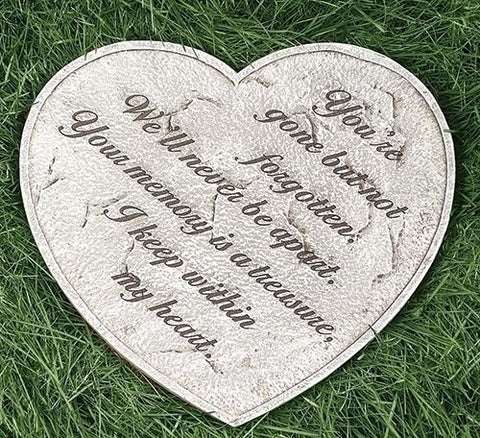 You're
gone but not
forgotten.
We'll never be apart.
Your memory is a treasure,
I keep within
my heart.